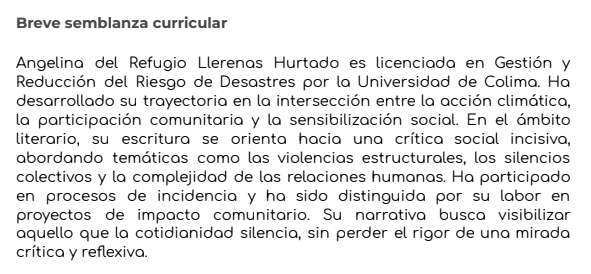 Breve semblanza curricular
Angelina del Refugio Llerenas Hurtado es licenciada en Gestión y
Reducción del Riesgo de Desastres por la Universidad de Colima. Ha
desarrollado su trayectoria en la intersección entre la acción climática,
la participación comunitaria y la sensibilización social. En el ámbito
literario, su escritura se orienta hacia una crítica social incisiva,
abordando temáticas como las violencias estructurales, los silencios
colectivos y la complejidad de las relaciones humanas. Ha participado
en procesos de incidencia y ha sido distinguida por su labor en
proyectos de impacto comunitario. Su narrativa busca visibilizar
aquello que la cotidianidad silencia, sin perder el rigor de una mirada
crítica y reflexiva.